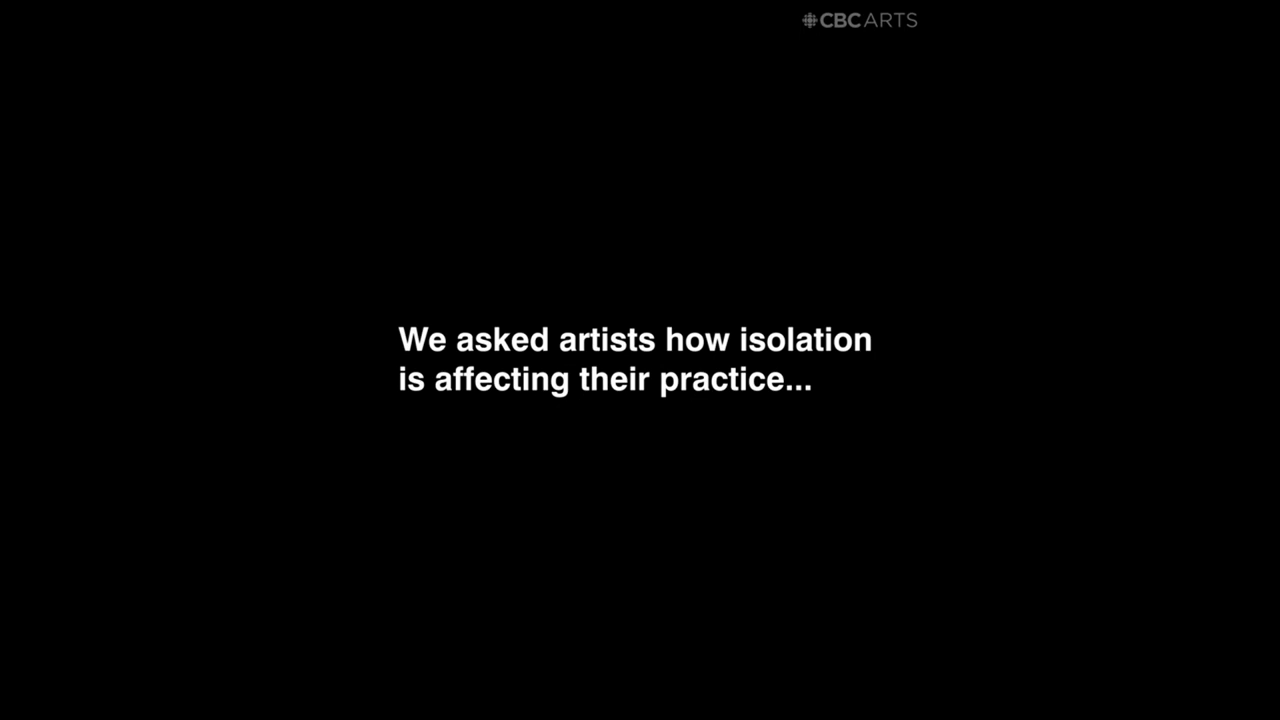 CBC ARTS
We asked artists how isolation
is affecting their practice...